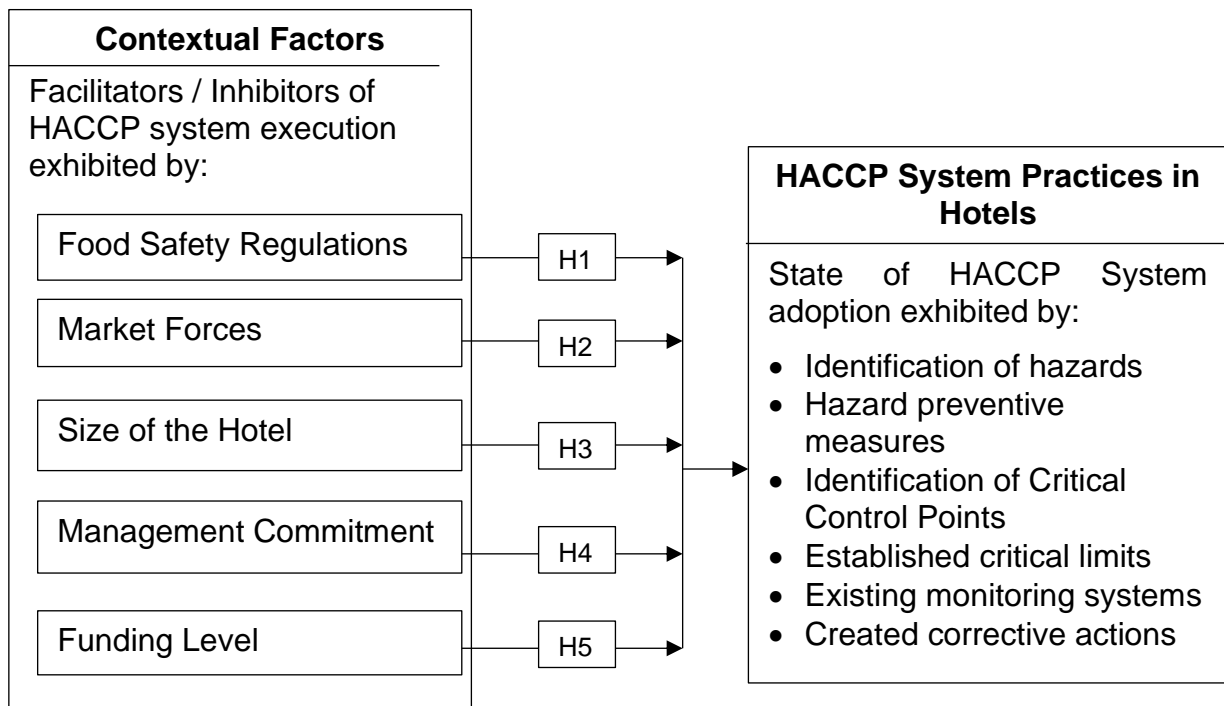 Contextual Factors
Facilitators / Inhibitors of
HACCP system execution
exhibited by:
Food Safety Regulations
H1
Market Forces
H2
Size of the Hotel
H3
Management Commitment
H4
Funding Level
H5
HACCP System Practices in
Hotels
State of HACCP System
adoption exhibited by:
• Identification of hazards
• Hazard preventive
measures
• Identification of Critical
Control Points
• Established critical limits
• Existing monitoring systems
• Created corrective actions